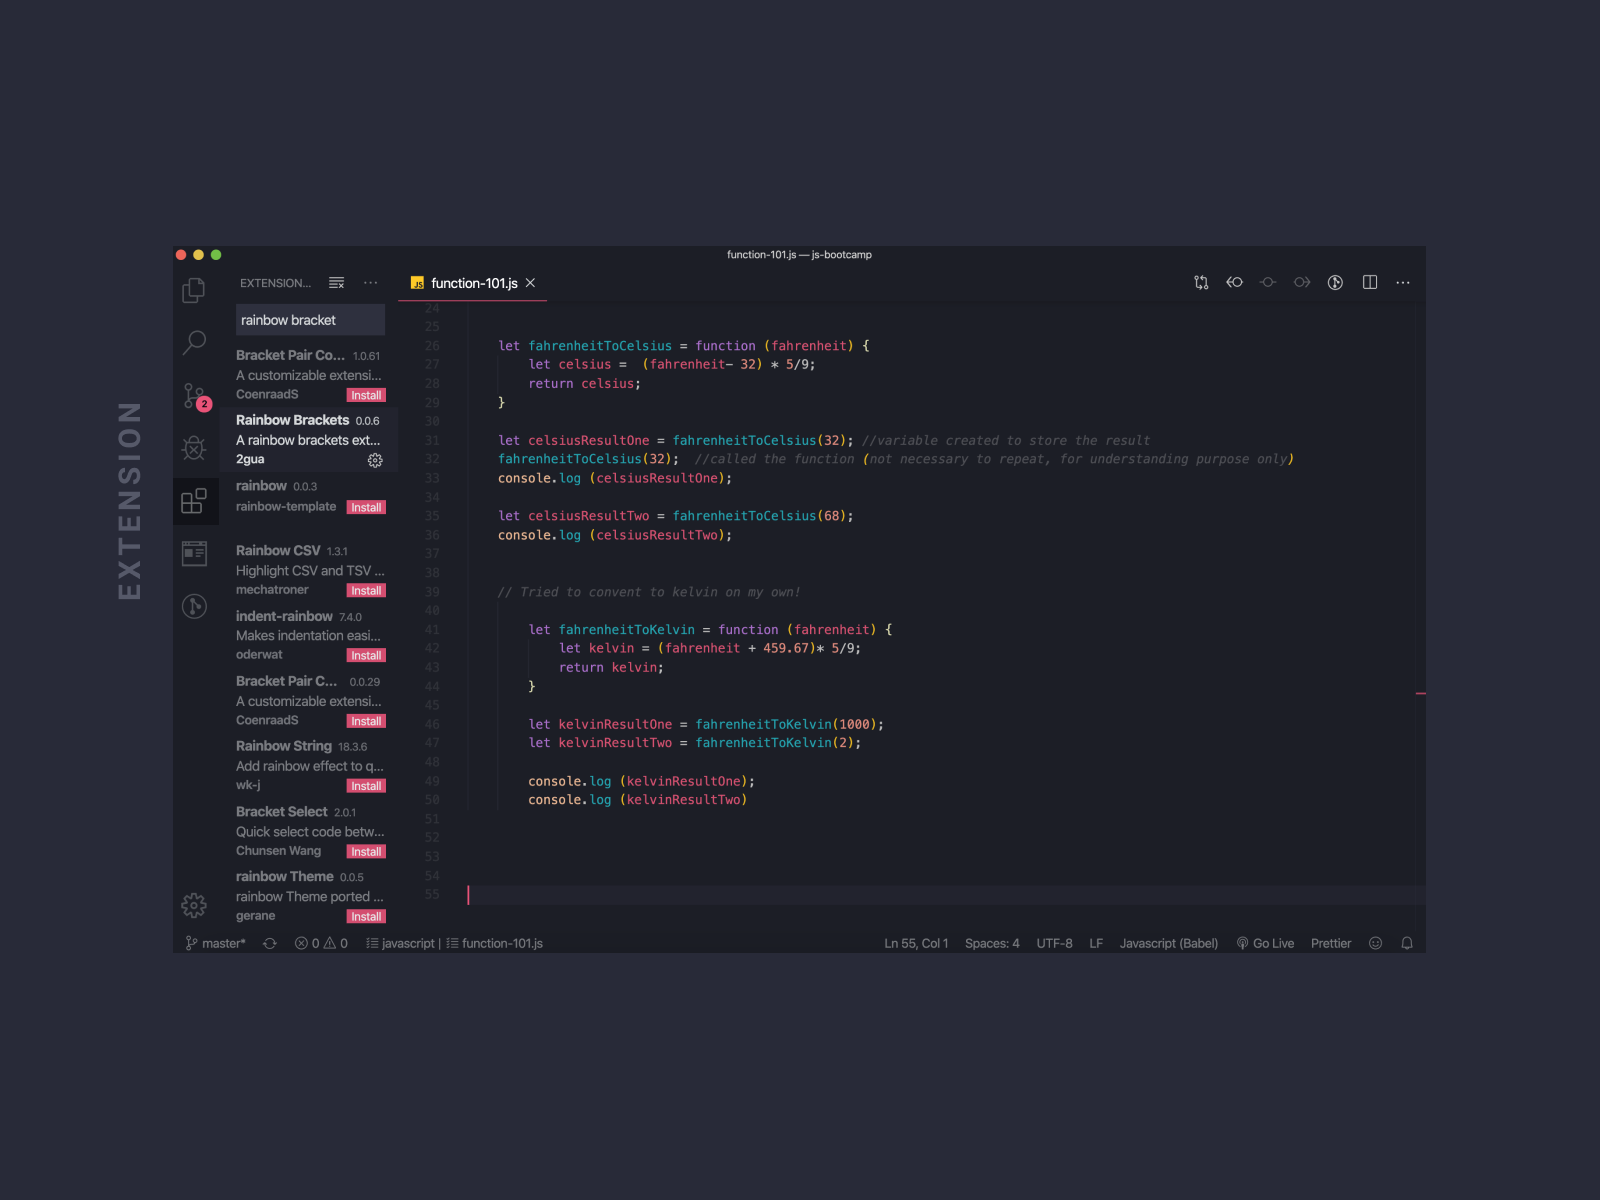 EXTENSION
function-101.js — js-bootcamp
EXTENSION...
rainbow bracket
Bracket Pair Co... 1.0.61
A customizable extensi...
CoenraadS Install
Rainbow Brackets 0.0.6
A rainbow brackets ext...
2gua
rainbow 0.0.3
rainbow-template Install
Rainbow CSV 1.3.1
Highlight CSV and TSV ...
mechatroner Install
indent-rainbow 7.4.0
Makes indentation easi...
oderwat Install
Bracket Pair C... 0.0.29
A customizable extensi...
CoenraadS Install
Rainbow String 18.3.6
Add rainbow effect to q...
wk-j Install
Bracket Select 2.0.1
Quick select code betw...
Chunsen Wang Install
rainbow Theme 0.0.5
rainbow Theme ported ...
gerane Install
2
JS function-101.js
24
25
26 let fahrenheitToCelsius = function (fahrenheit) {
27 let celsius =  (fahrenheit- 32) * 5/9;
28 return celsius;
29 }
30
31 let celsiusResultOne = fahrenheitToCelsius(32); //variable created to store the result
32 fahrenheitToCelsius(32);  //called the function (not necessary to repeat, for understanding purpose only)
33 console.log (celsiusResultOne);
34
35 let celsiusResultTwo = fahrenheitToCelsius(68);
36 console.log (celsiusResultTwo);
37
38
39 // Tried to convent to kelvin on my own!
40
41 let fahrenheitToKelvin = function (fahrenheit) {
42 let kelvin = (fahrenheit + 459.67)* 5/9;
43 return kelvin;
44 }
45
46 let kelvinResultOne = fahrenheitToKelvin(1000);
47 let kelvinResultTwo = fahrenheitToKelvin(2);
48
49 console.log (kelvinResultOne);
50 console.log (kelvinResultTwo)
51
52
53
54
55
master* 0 0 javascript | function-101.js Ln 55, Col 1 Spaces: 4 UTF-8 LF Javascript (Babel) Go Live Prettier